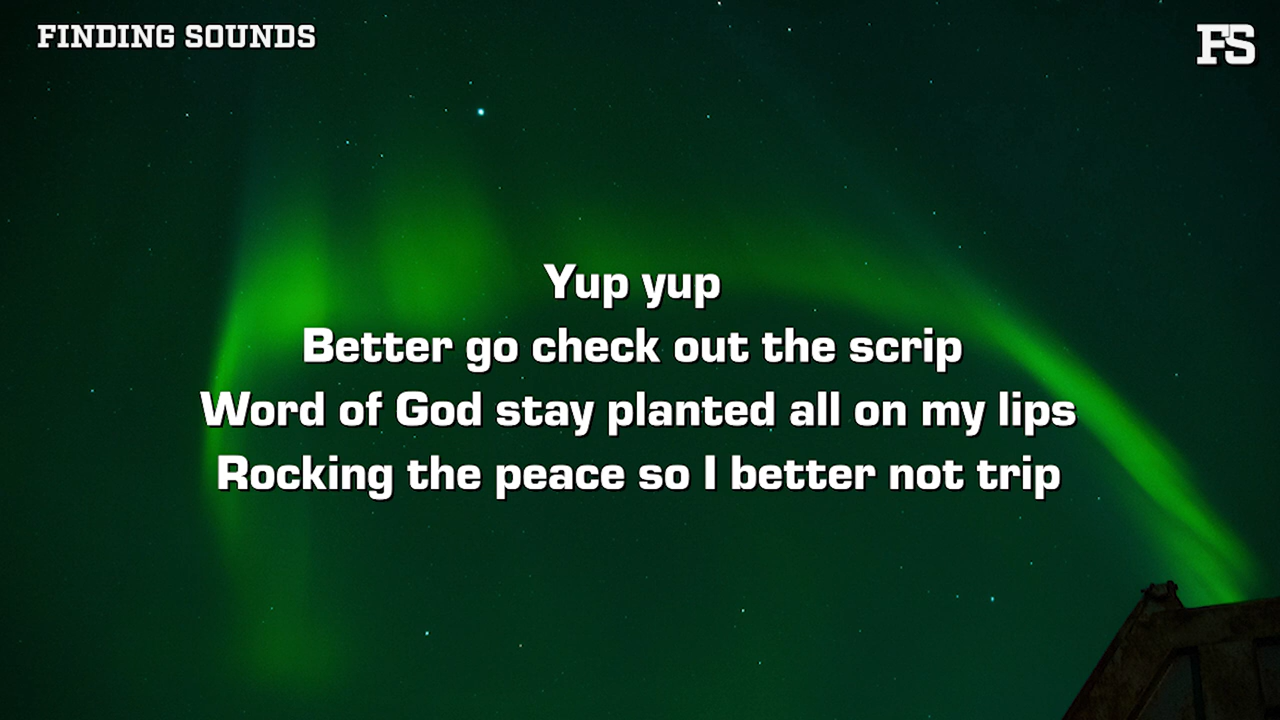 FINDING SOUNDS
FS
Yup yup
Better go check out the scrip
Word of God stay planted all on my lips
Rocking the peace so I better not trip